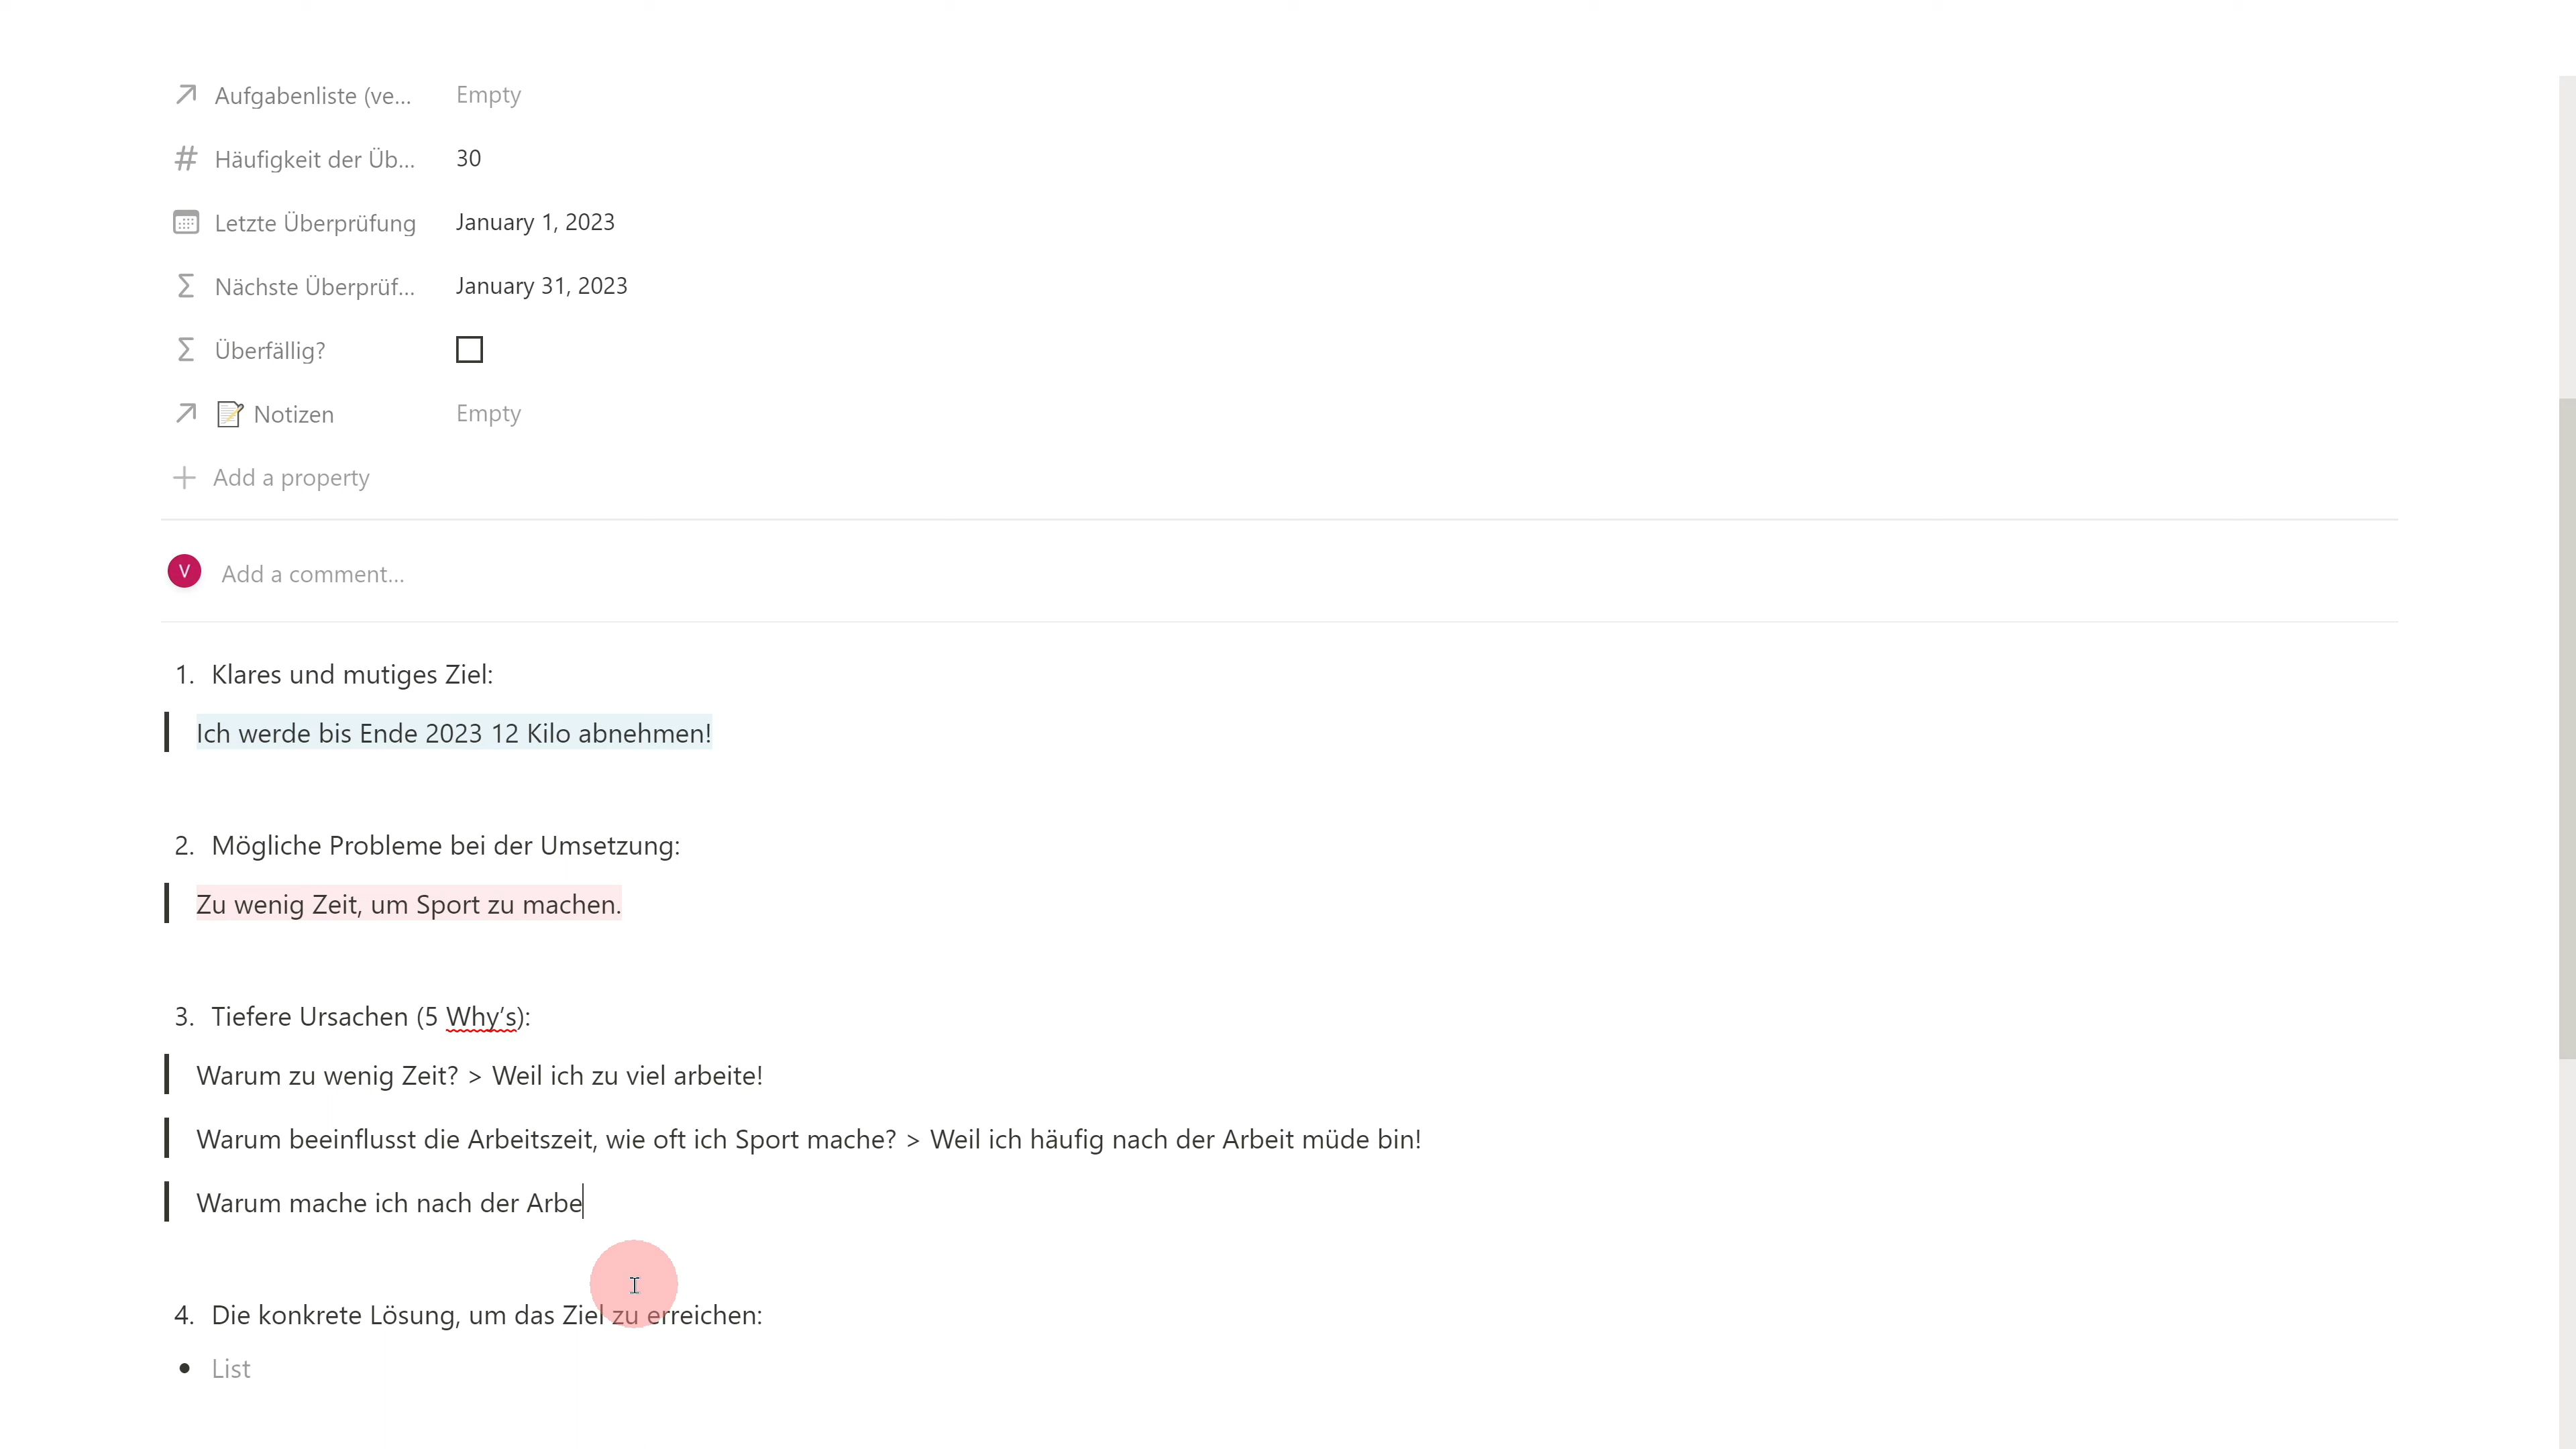 Aufgabenliste (ve... Empty
Häufigkeit der Üb... 30
Letzte Überprüfung January 1, 2023
Nächste Überprüf... January 31, 2023
Überfällig?
Notizen Empty
Add a property
V Add a comment...
1. Klares und mutiges Ziel:
Ich werde bis Ende 2023 12 Kilo abnehmen!
2. Mögliche Probleme bei der Umsetzung:
Zu wenig Zeit, um Sport zu machen.
3. Tiefere Ursachen (5 Why’s):
Warum zu wenig Zeit? > Weil ich zu viel arbeite!
Warum beeinflusst die Arbeitszeit, wie oft ich Sport mache? > Weil ich häufig nach der Arbeit müde bin!
Warum mache ich nach der Arbe
4. Die konkrete Lösung, um das Ziel zu erreichen:
• List